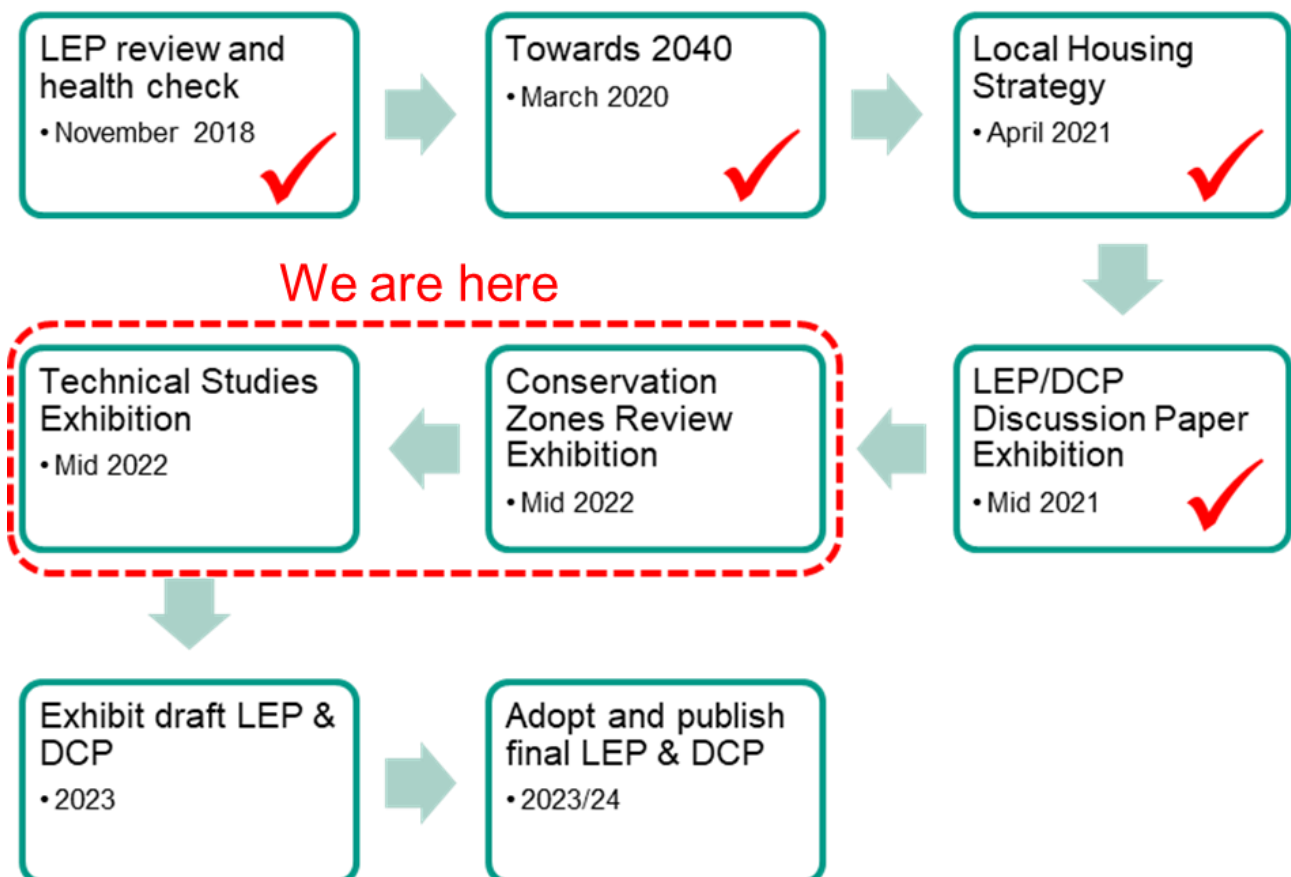 LEP review and
health check
• November 2018
Towards 2040
• March 2020
Local Housing
Strategy
• April 2021
We are here
LEP/DCP
Discussion Paper
Exhibition
• Mid 2021
Conservation
Zones Review
Exhibition
• Mid 2022
Technical Studies
Exhibition
• Mid 2022
Exhibit draft LEP &
DCP
• 2023
Adopt and publish
final LEP & DCP
• 2023/24